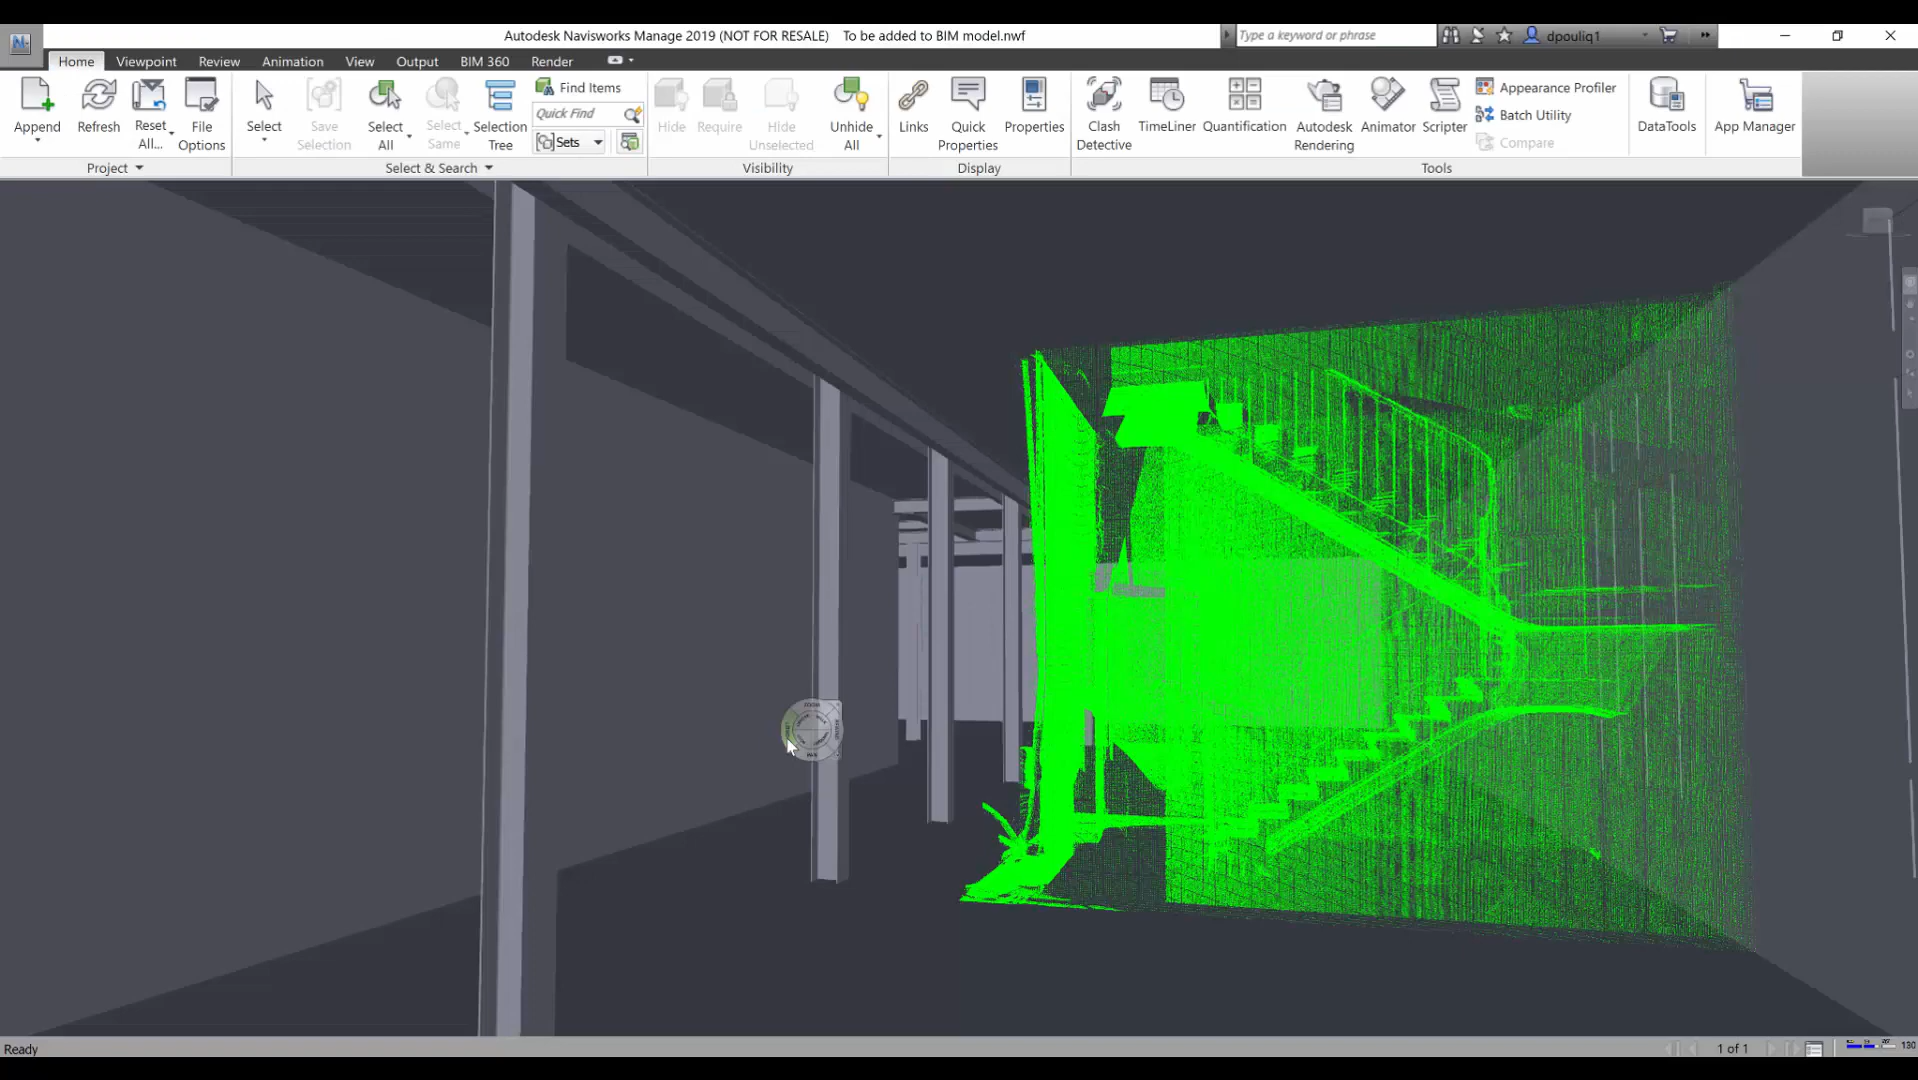 Autodesk Navisworks Manage 2019 (NOT FOR RESALE) To be added to BIM model.nwf
Type a keyword or phrase
dpouliq1
Home Viewpoint Review Animation View Output BIM 360 Render
Append
Refresh
Reset All...
File Options
Project
Select
Save Selection
Select All
Select Same
Selection Tree
Find Items
Quick Find
Sets
Select & Search
Hide
Require
Hide Unselected
Unhide All
Visibility
Links
Quick Properties
Properties
Display
Clash Detective
TimeLiner
Quantification
Autodesk Rendering
Animator
Scripter
Appearance Profiler
Batch Utility
Compare
Tools
DataTools
App Manager
ZOOM
PAN
Ready
1 of 1
130